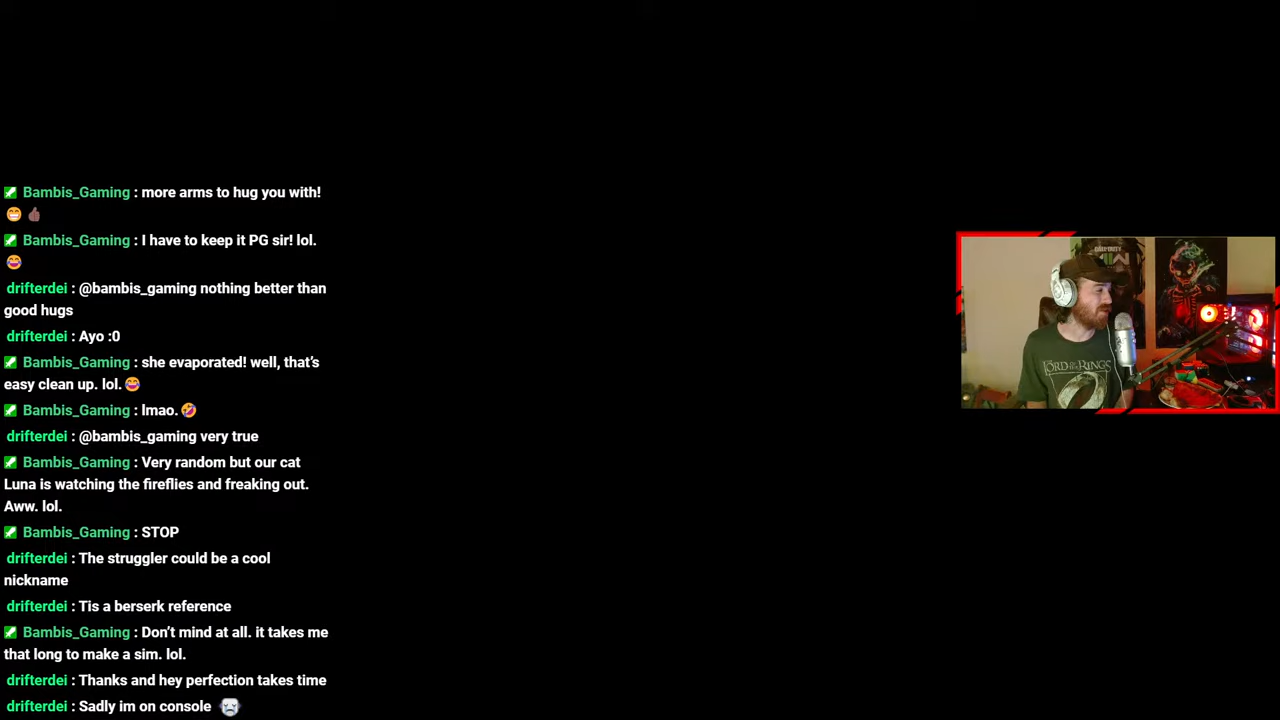 Bambis_Gaming : more arms to hug you with!
😁 👍🏾
Bambis_Gaming : I have to keep it PG sir! lol.
😂
drifterdei : @bambis_gaming nothing better than
good hugs
drifterdei : Ayo :0
Bambis_Gaming : she evaporated! well, that's
easy clean up. lol. 😂
Bambis_Gaming : lmao. 🤣
drifterdei : @bambis_gaming very true
Bambis_Gaming : Very random but our cat
Luna is watching the fireflies and freaking out.
Aww. lol.
Bambis_Gaming : STOP
drifterdei : The struggler could be a cool
nickname
drifterdei : Tis a berserk reference
Bambis_Gaming : Don't mind at all. it takes me
that long to make a sim. lol.
drifterdei : Thanks and hey perfection takes time
drifterdei : Sadly im on console
CALL OF DUTY
THE LORD OF THE RINGS